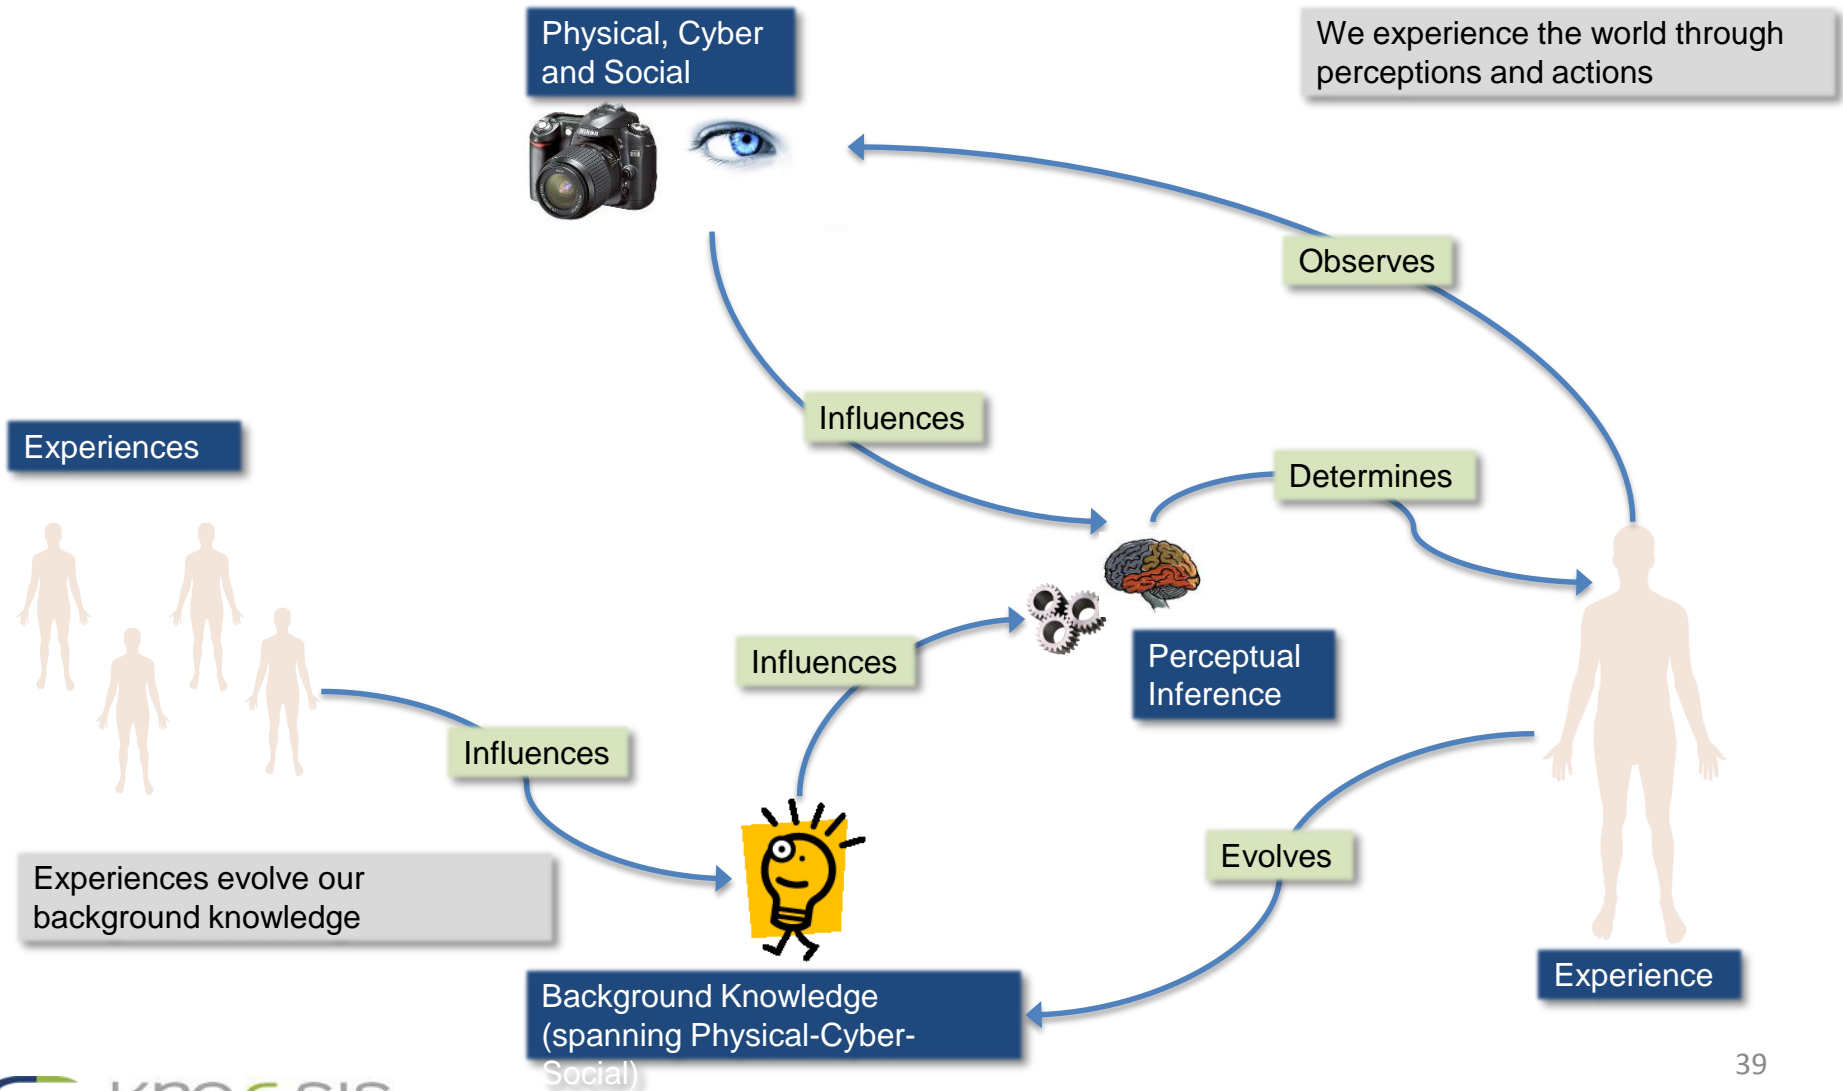 Physical, Cyber
and Social
We experience the world through
perceptions and actions
Nikon
Observes
Influences
Experiences
Determines
Influences
Perceptual
Inference
Influences
Experiences evolve our
background knowledge
Evolves
Background Knowledge
(spanning Physical-Cyber-
Social)
Experience
39